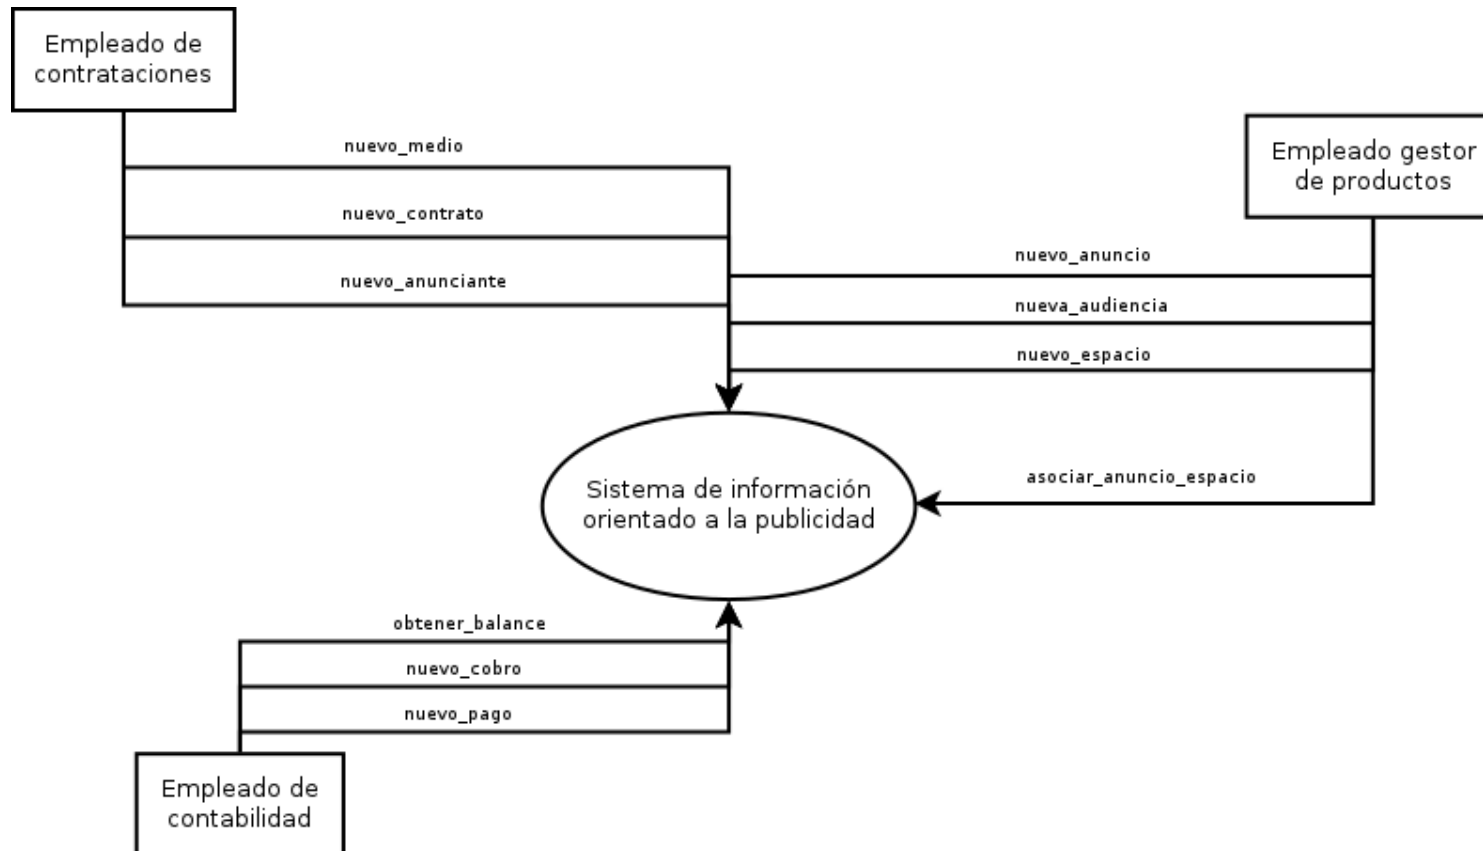 Empleado de
contrataciones
nuevo_medio
Empleado gestor
de productos
nuevo_contrato
nuevo_anuncio
nuevo_anunciante
nueva_audiencia
nuevo_espacio
asociar_anuncio_espacio
Sistema de información
orientado a la publicidad
obtener_balance
nuevo_cobro
nuevo_pago
Empleado de
contabilidad